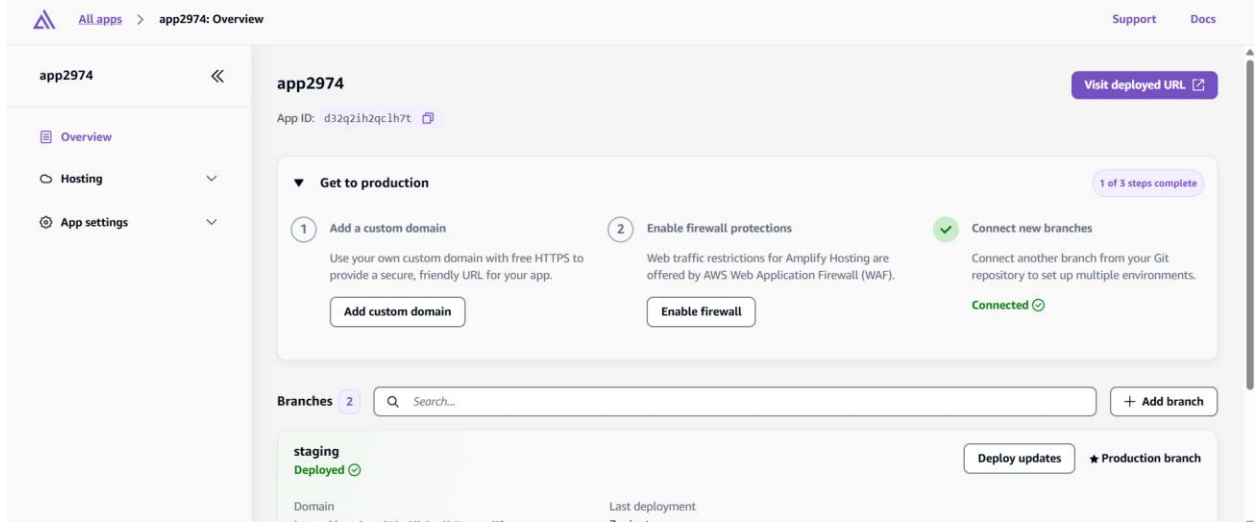 All apps > app2974: Overview
Support
Docs
app2974
Overview
Hosting
App settings
app2974
Visit deployed URL
App ID: d32q2ih2qclh7t
Get to production
1 of 3 steps complete
1 Add a custom domain
Use your own custom domain with free HTTPS to
provide a secure, friendly URL for your app.
Add custom domain
2 Enable firewall protections
Web traffic restrictions for Amplify Hosting are
offered by AWS Web Application Firewall (WAF).
Enable firewall
Connect new branches
Connect another branch from your Git
repository to set up multiple environments.
Connected
Branches 2
Search...
+ Add branch
staging
Deployed
Deploy updates
Production branch
Domain
Last deployment